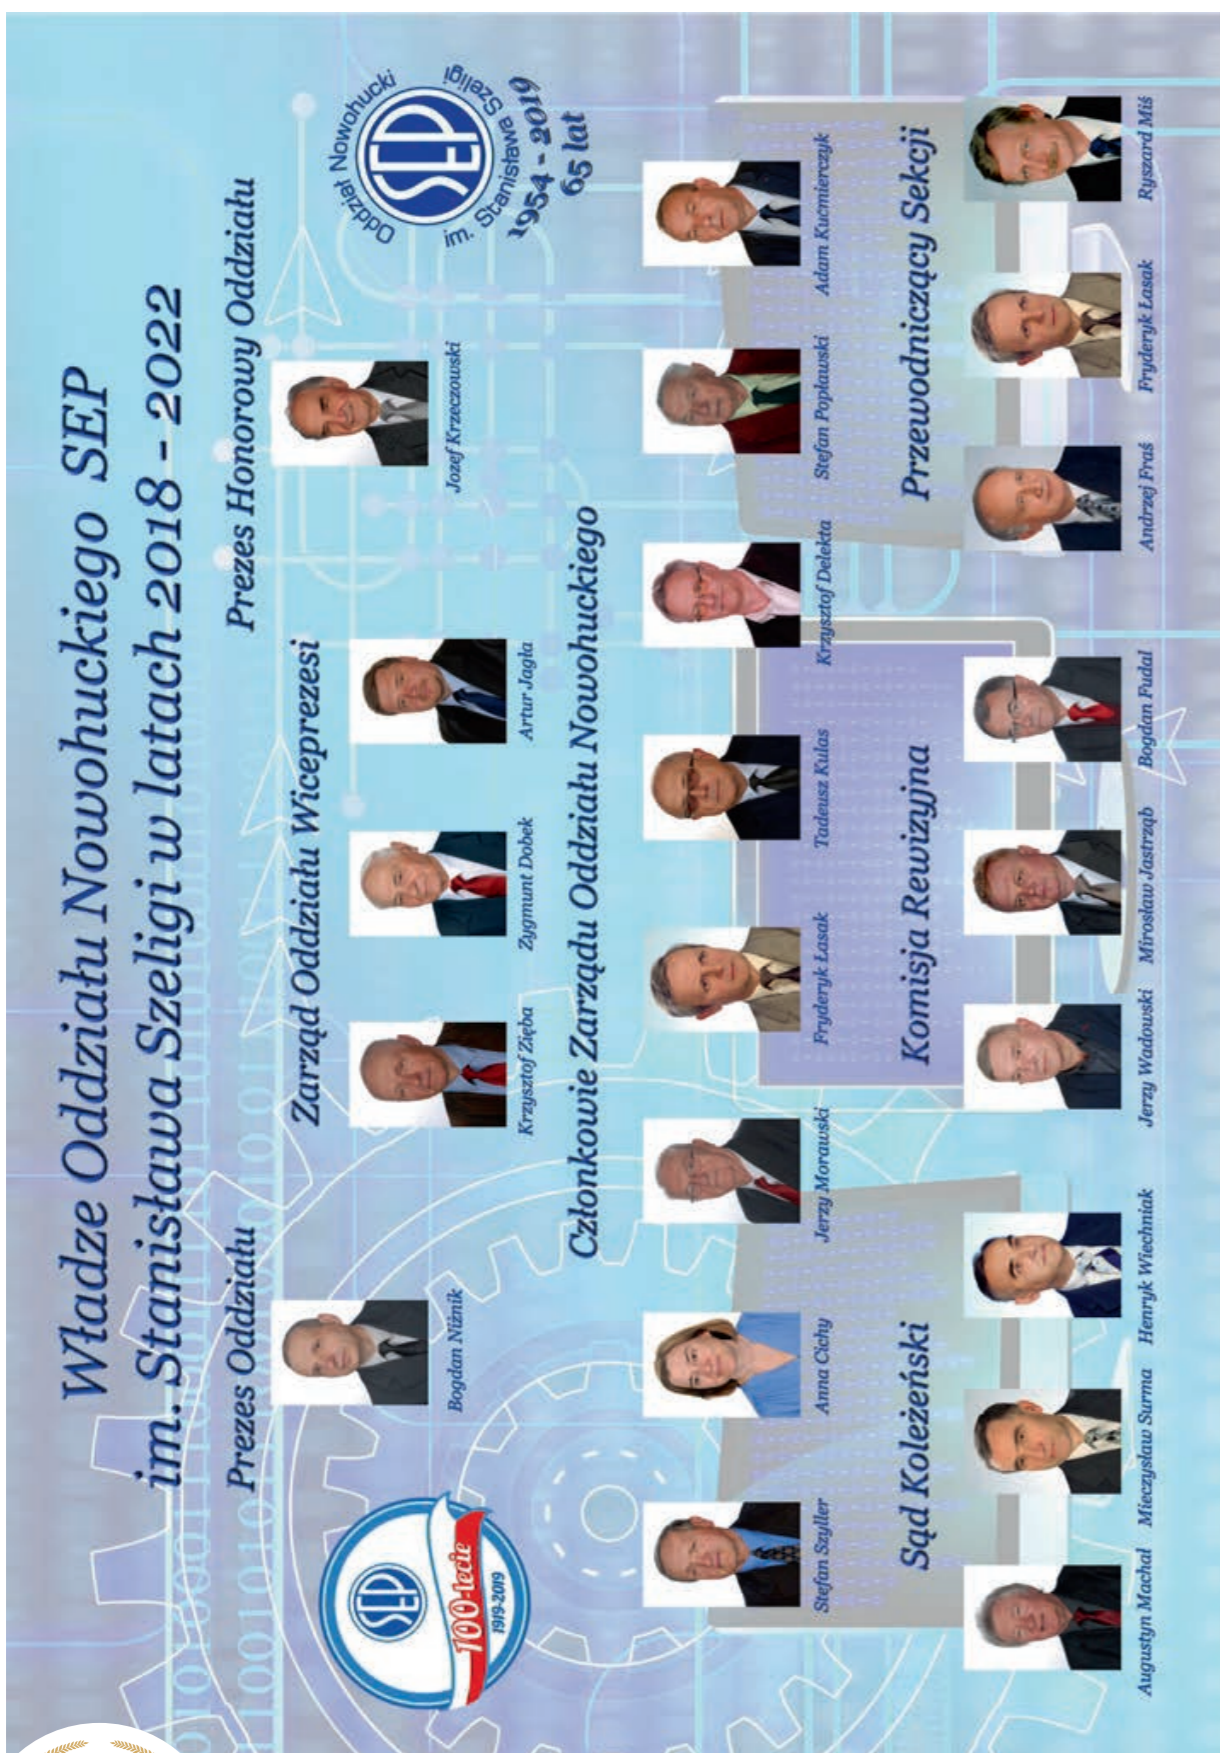 Władze Oddziału Nowohuckiego SEP
im. Stanisława Szeligi w latach 2018 - 2022
Prezes Oddziału
Prezes Honorowy Oddziału
Zarząd Oddziału Wiceprezesi
SEP
100-lecie
1919-2019
Oddział Nowohucki
im. Stanisława Szeligi
SEP
1954 - 2019
65 lat
Bogdan Niżnik
Jozef Krzeczowski
Krzysztof Zięba
Zygmunt Dobek
Artur Jagła
Członkowie Zarządu Oddziału Nowohuckiego
Stefan Szyller
Anna Cichy
Jerzy Morawski
Fryderyk Łasak
Tadeusz Kulas
Krzysztof Delekta
Stefan Popławski
Adam Kucmierczyk
Sąd Koleżeński
Komisja Rewizyjna
Przewodniczący Sekcji
Augustyn Machał
Mieczysław Surma
Henryk Wiechniak
Jerzy Wadowski
Mirosław Jastrząb
Bogdan Fudal
Andrzej Fraś
Fryderyk Łasak
Ryszard Miś